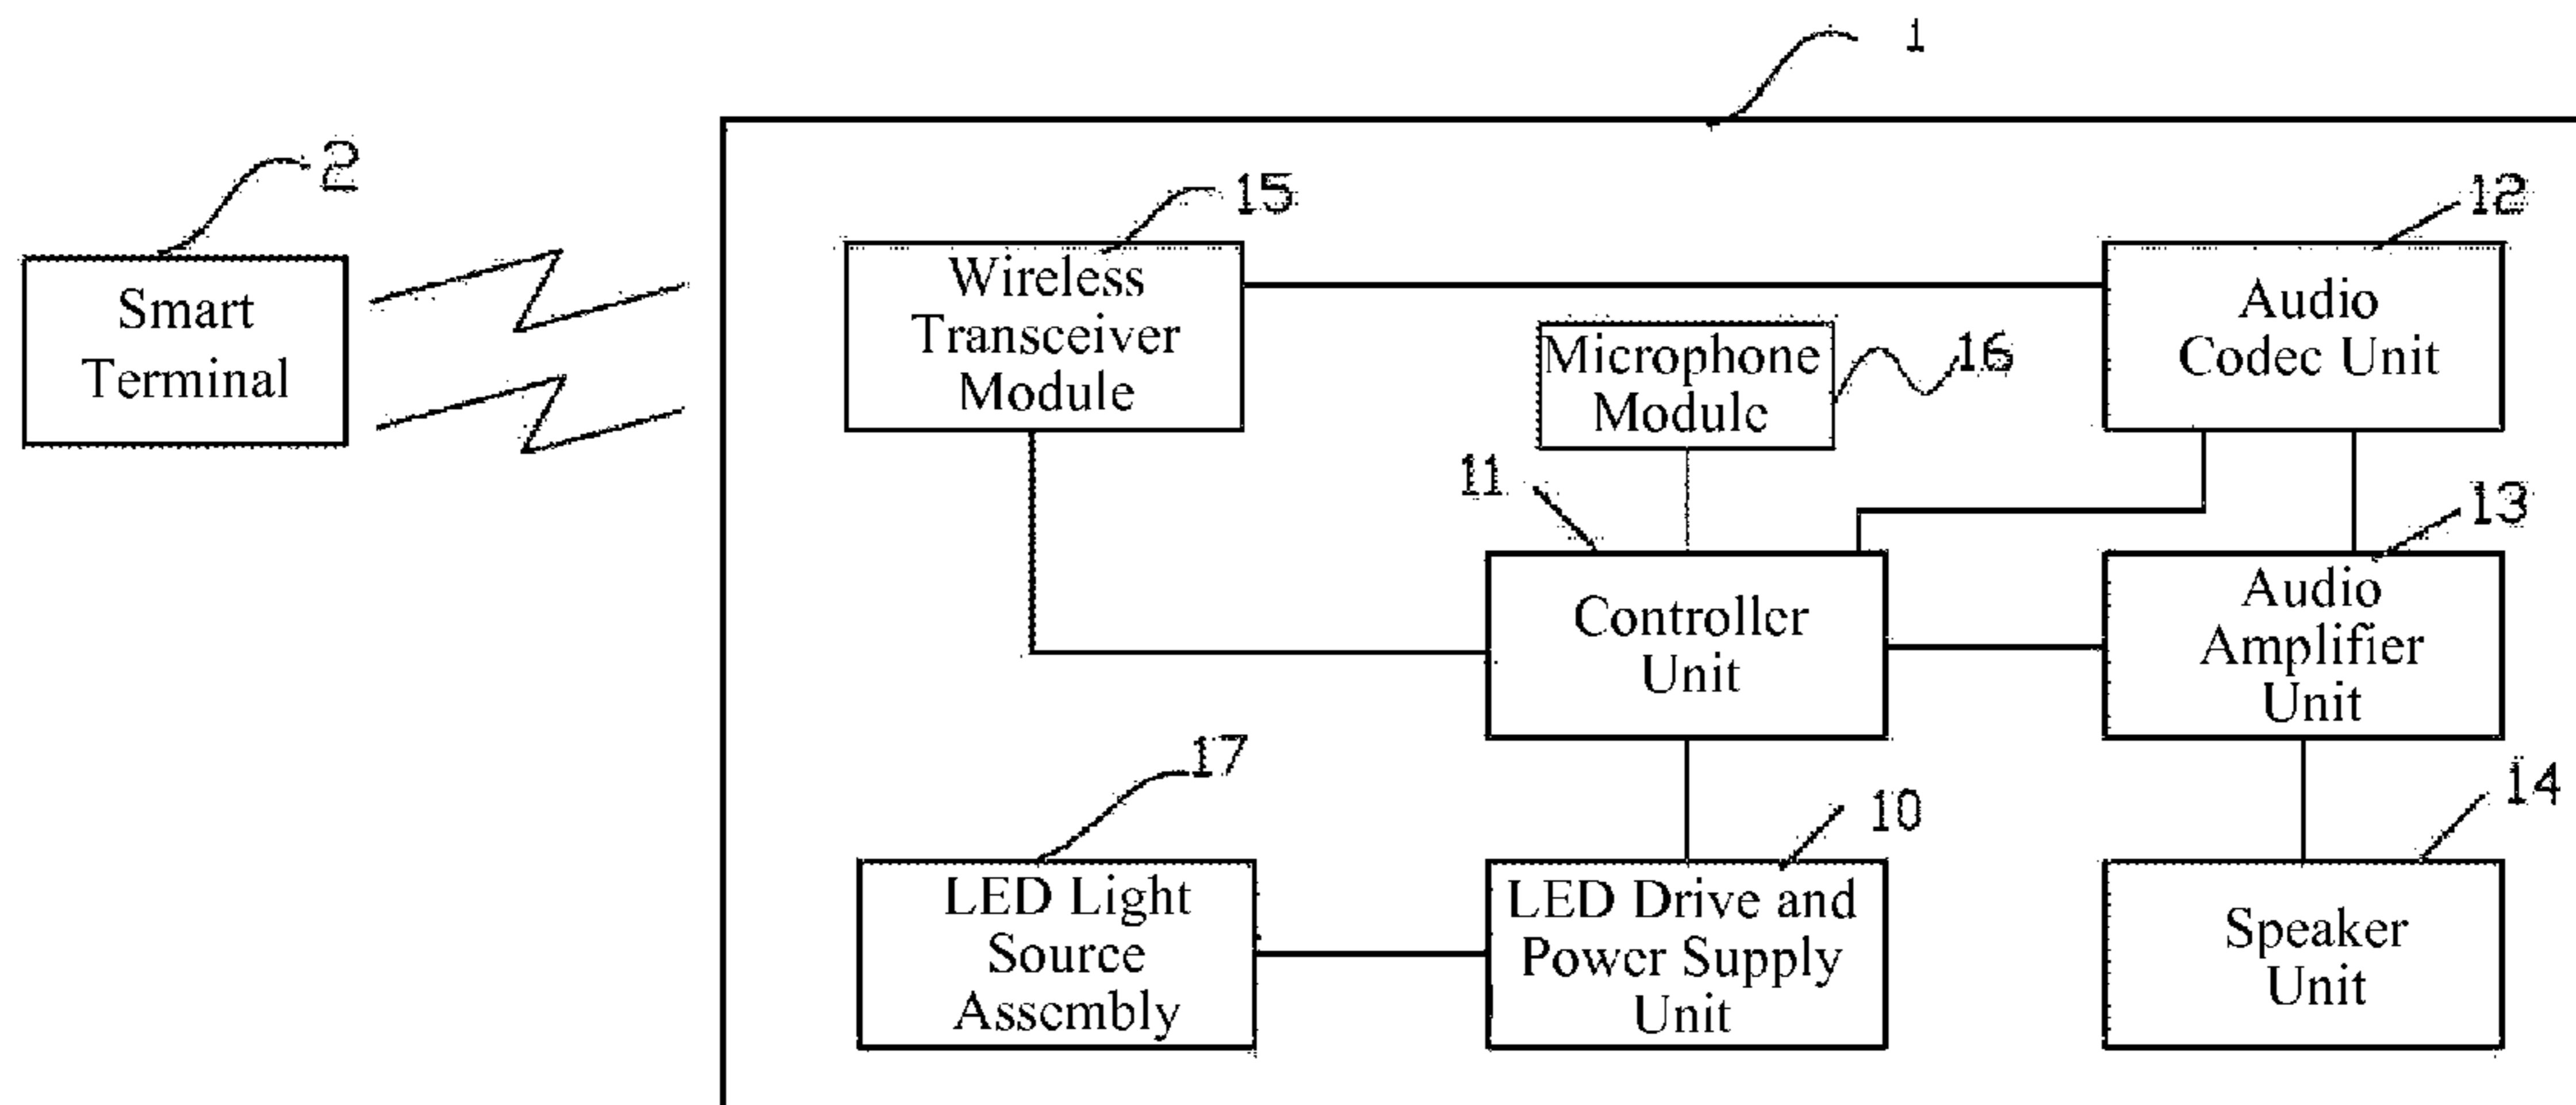 1
2
Smart
Terminal
15
Wireless
Transceiver
Module
12
Audio
Codec Unit
16
Microphone
Module
11
Controller
Unit
13
Audio
Amplifier
Unit
17
LED Light
Source
Assembly
10
LED Drive and
Power Supply
Unit
14
Speaker
Unit